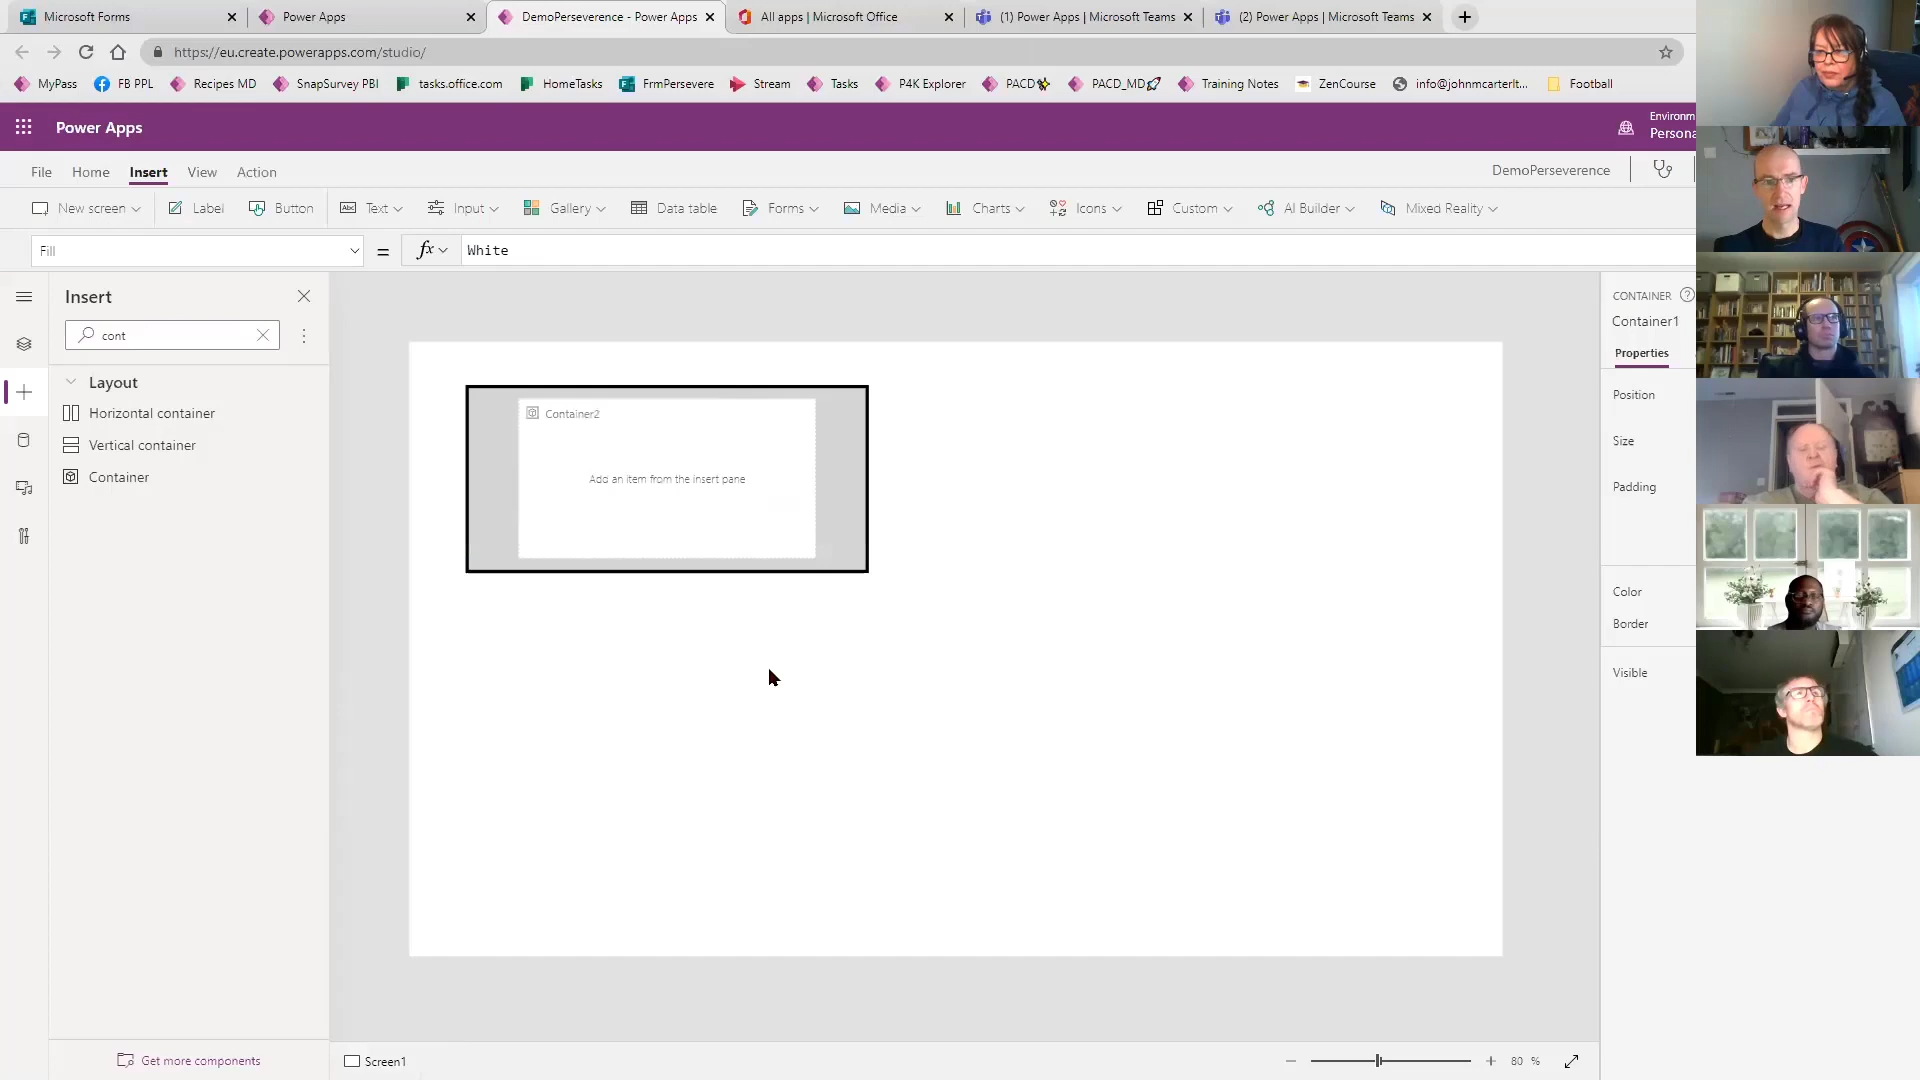 Microsoft Forms
Power Apps
DemoPerseverence - Power Apps
All apps | Microsoft Office
(1) Power Apps | Microsoft Teams
(2) Power Apps | Microsoft Teams
https://eu.create.powerapps.com/studio/
MyPass
FB PPL
Recipes MD
SnapSurvey PBI
tasks.office.com
HomeTasks
FrmPersevere
Stream
Tasks
P4K Explorer
PACD✨
PACD_MD🚀
Training Notes
ZenCourse
info@johnmcarterlt...
Football
Power Apps
Environm
Persona
File
Home
Insert
View
Action
DemoPerseverence
New screen
Label
Button
Abc
Text
Input
Gallery
Data table
Forms
Media
Charts
Icons
Custom
AI Builder
Mixed Reality
Fill
=
fx
White
Insert
cont
Layout
Horizontal container
Vertical container
Container
Get more components
Container2
Add an item from the insert pane
Screen1
80 %
CONTAINER
Container1
Properties
Position
Size
Padding
Color
Border
Visible